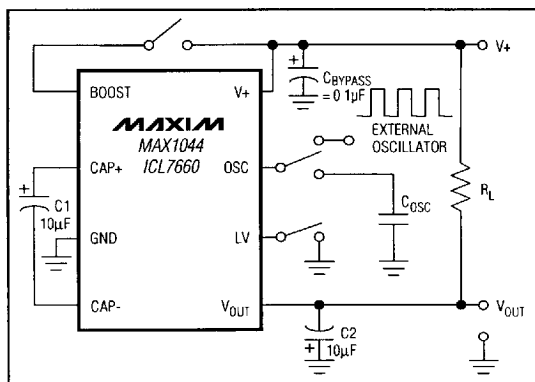 V+
BOOST
V+
+
CBYPASS
= 0.1µF
MAXIM
MAX1044
ICL7660
EXTERNAL
OSCILLATOR
CAP+
OSC
+
C1
10µF
COSC
RL
GND
LV
CAP-
VOUT
VOUT
C2
10µF
+